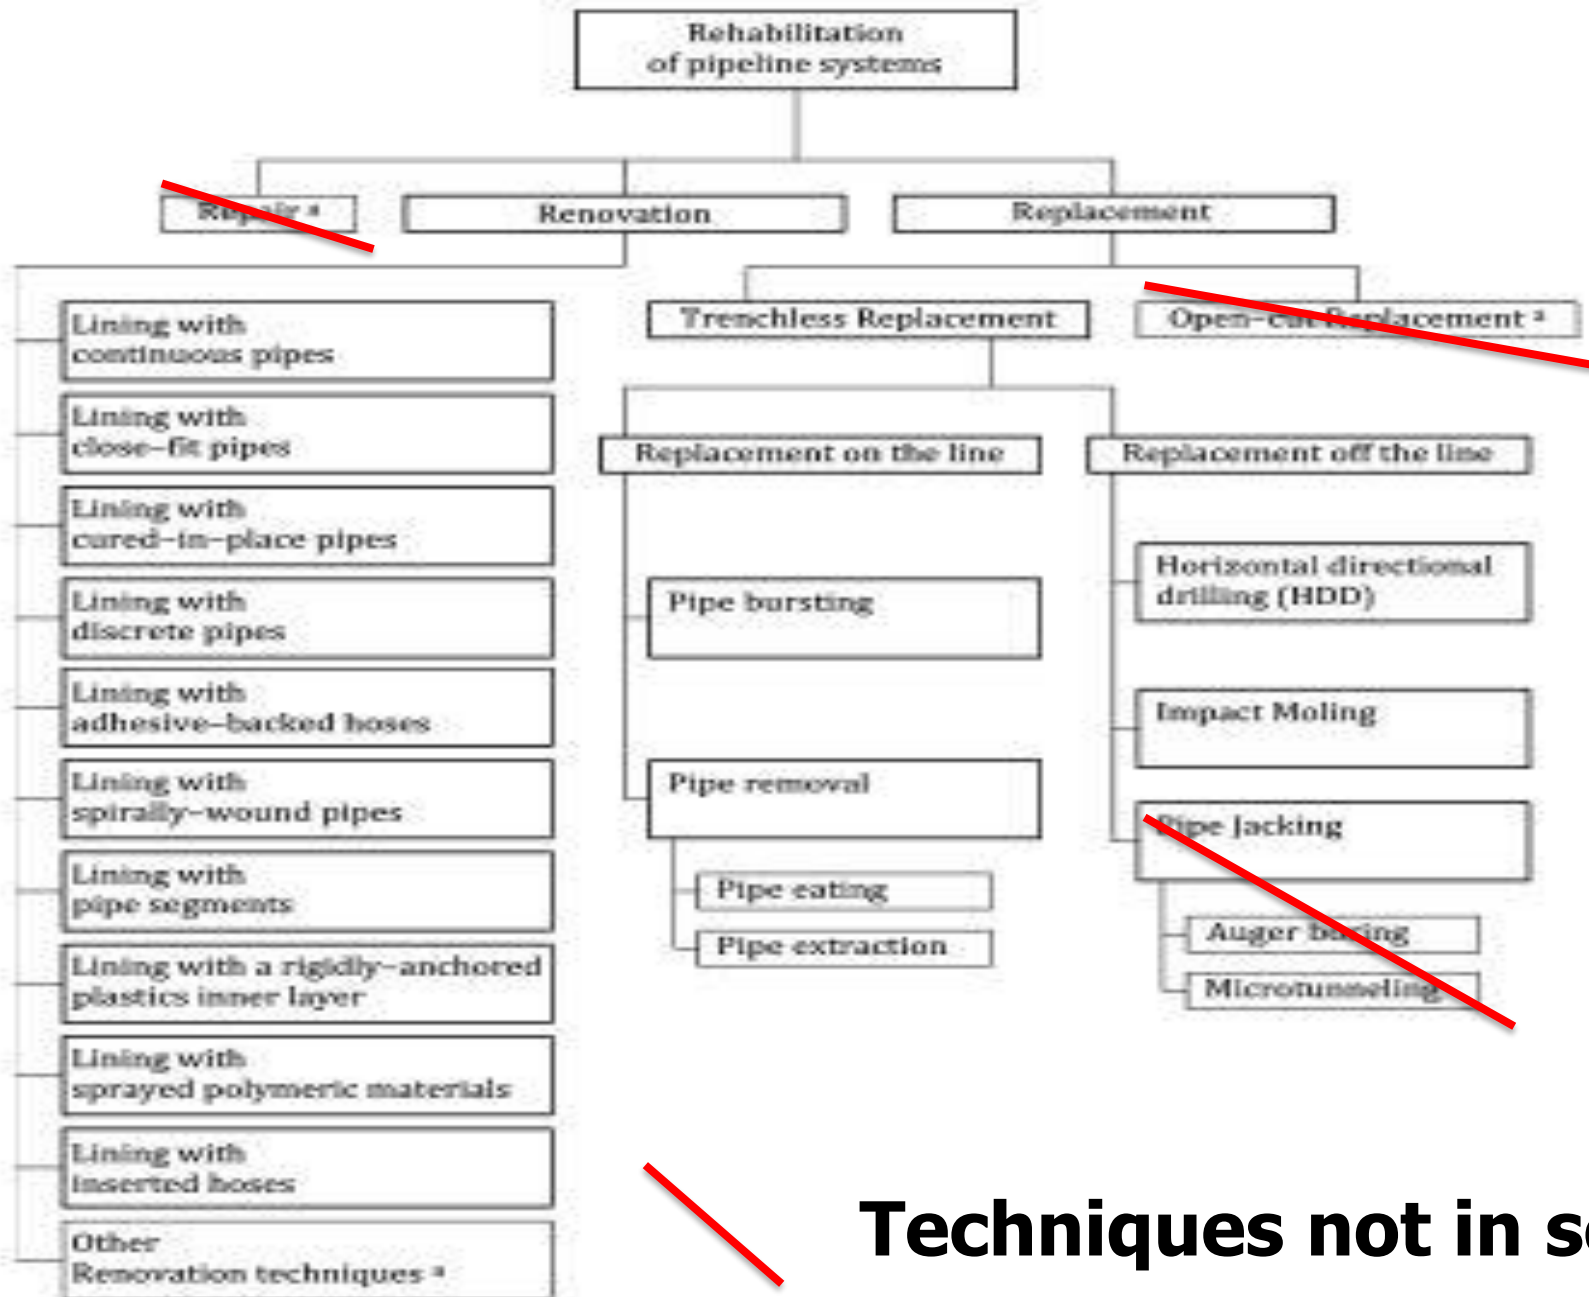 Rehabilitation
of pipeline systems
Repair a
Renovation
Replacement
Lining with
continuous pipes
Lining with
close-fit pipes
Lining with
cured-in-place pipes
Lining with
discrete pipes
Lining with
adhesive-backed hoses
Lining with
spirally-wound pipes
Lining with
pipe segments
Lining with a rigidly-anchored
plastics inner layer
Lining with
sprayed polymeric materials
Lining with
inserted hoses
Other
Renovation techniques a
Trenchless Replacement
Open-cut Replacement a
Replacement on the line
Replacement off the line
Pipe bursting
Pipe removal
Pipe eating
Pipe extraction
Horizontal directional
drilling (HDD)
Impact Moling
Pipe Jacking
Auger boring
Microtunneling
Techniques not in